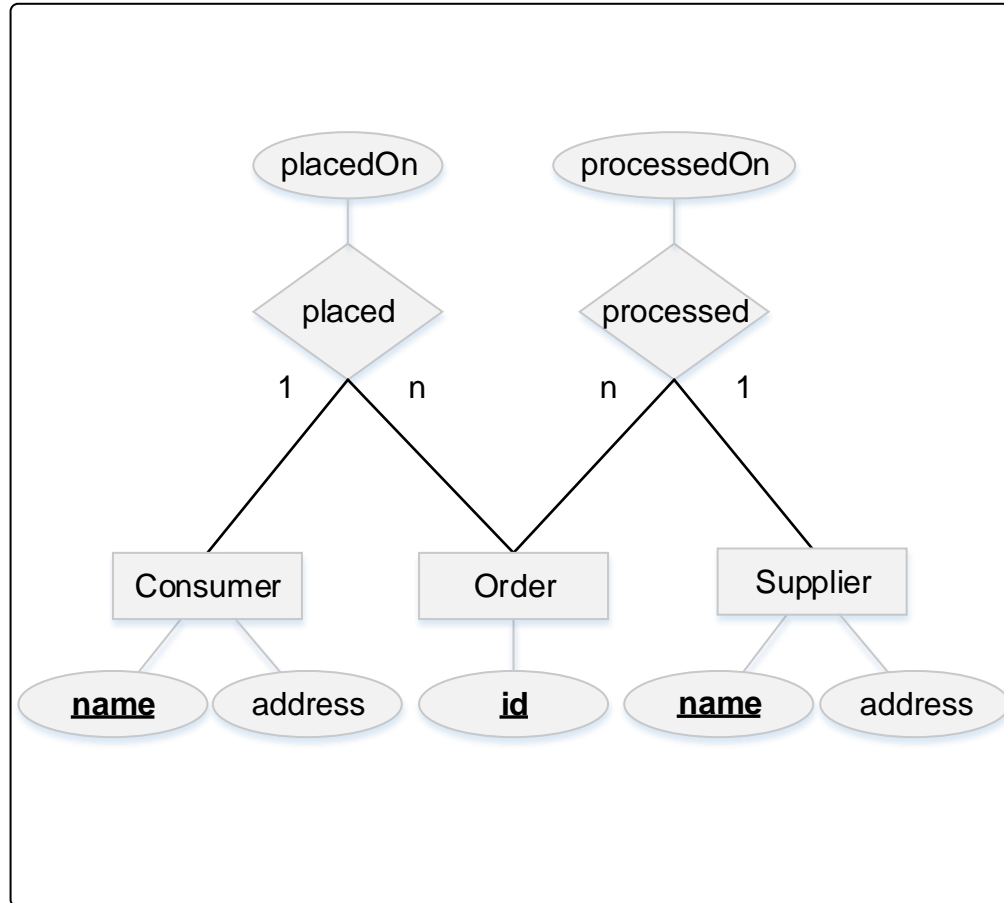 placedOn
processedOn
placed
processed
1
n
n
1
Consumer
Order
Supplier
name
address
id
name
address